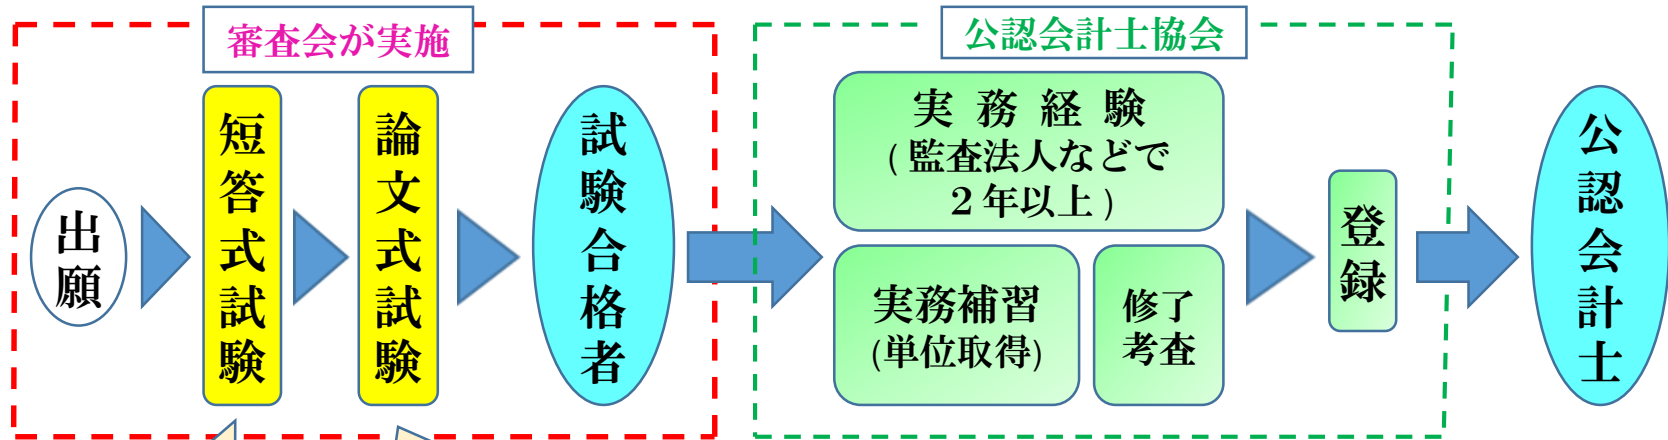 審査会が実施
出願
短答式試験
論文式試験
試験合格者
公認会計士協会
実務経験
(監査法人などで
２年以上)
実務補習
(単位取得)
修了
考査
登録
公認会計士